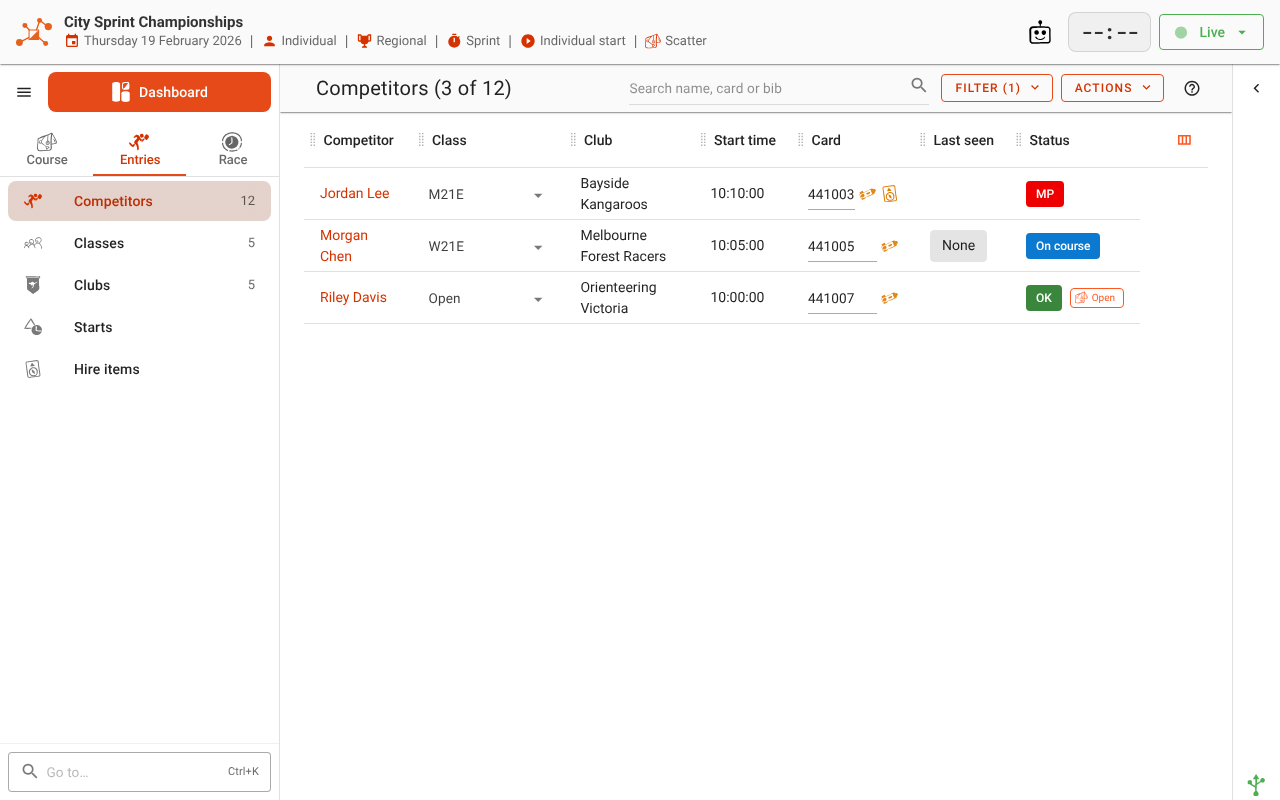 City Sprint Championships
Thursday 19 February 2026 | Individual | Regional | Sprint | Individual start | Scatter
--:--
Live
Dashboard
Competitors (3 of 12)
Search name, card or bib
FILTER (1)
ACTIONS
Course
Entries
Race
Competitors 12
Classes 5
Clubs 5
Starts
Hire items
Competitor Class Club Start time Card Last seen Status
Jordan Lee M21E Bayside Kangaroos 10:10:00 441003 MP
Morgan Chen W21E Melbourne Forest Racers 10:05:00 441005 None On course
Riley Davis Open Orienteering Victoria 10:00:00 441007 OK Open
Go to... Ctrl+K